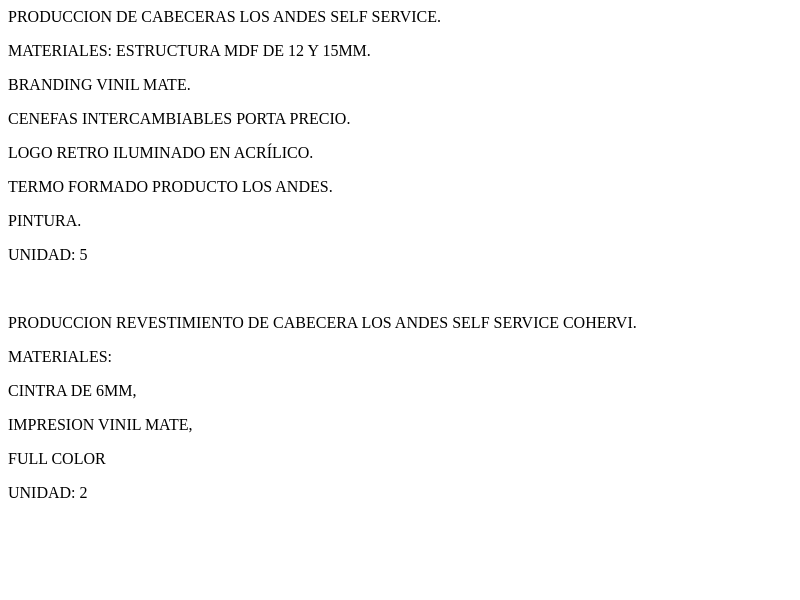 PRODUCCION DE CABECERAS LOS ANDES SELF SERVICE.
MATERIALES: ESTRUCTURA MDF DE 12 Y 15MM.
BRANDING VINIL MATE.
CENEFAS INTERCAMBIABLES PORTA PRECIO.
LOGO RETRO ILUMINADO EN ACRÍLICO.
TERMO FORMADO PRODUCTO LOS ANDES.
PINTURA.
UNIDAD: 5
PRODUCCION REVESTIMIENTO DE CABECERA LOS ANDES SELF SERVICE COHERVI.
MATERIALES:
CINTRA DE 6MM,
IMPRESION VINIL MATE,
FULL COLOR
UNIDAD: 2